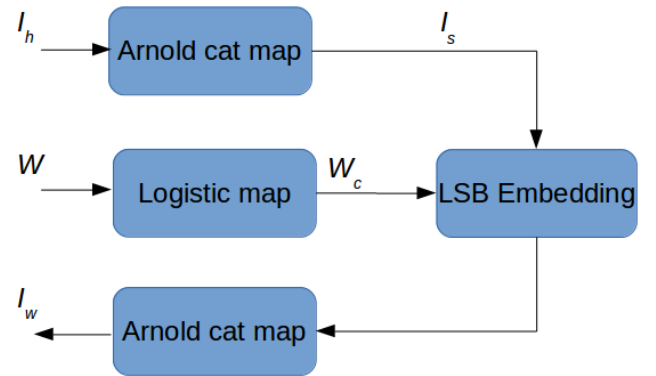 I_h
Arnold cat map
I_s
W
Logistic map
W_c
LSB Embedding
I_w
Arnold cat map